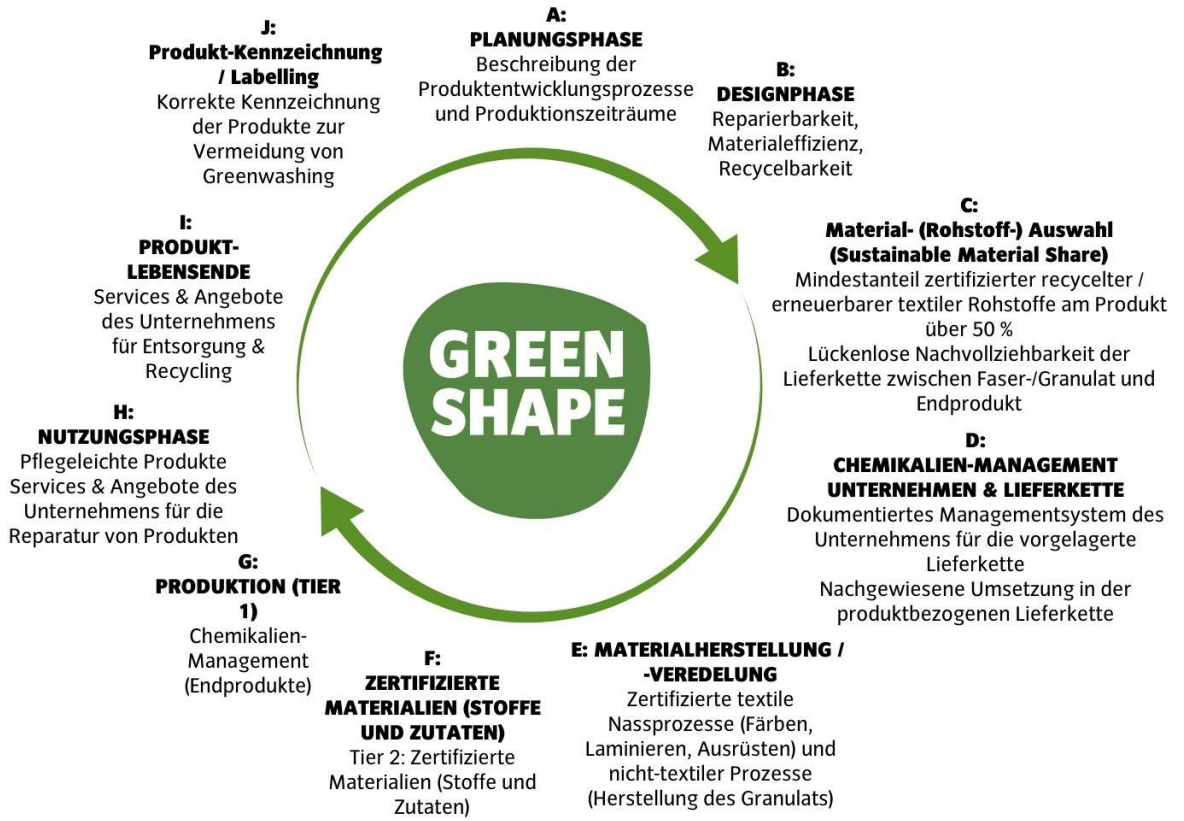 A:
PLANUNGSPHASE
Beschreibung der
Produktentwicklungsprozesse
und Produktionszeiträume
B:
DESIGNPHASE
Reparierbarkeit,
Materialeffizienz,
Recycelbarkeit
C:
Material- (Rohstoff-) Auswahl
(Sustainable Material Share)
Mindestanteil zertifizierter recycelter /
erneuerbarer textiler Rohstoffe am Produkt
über 50 %
Lückenlose Nachvollziehbarkeit der
Lieferkette zwischen Faser-/Granulat und
Endprodukt
D:
CHEMIKALIEN-MANAGEMENT
UNTERNEHMEN & LIEFERKETTE
Dokumentiertes Managementsystem des
Unternehmens für die vorgelagerte
Lieferkette
Nachgewiesene Umsetzung in der
produktbezogenen Lieferkette
E: MATERIALHERSTELLUNG /
-VEREDELUNG
Zertifizierte textile
Nassprozesse (Färben,
Laminieren, Ausrüsten) und
nicht-textiler Prozesse
(Herstellung des Granulats)
F:
ZERTIFIZIERTE
MATERIALIEN (STOFFE
UND ZUTATEN)
Tier 2: Zertifizierte
Materialien (Stoffe und
Zutaten)
G:
PRODUKTION (TIER
1)
Chemikalien-
Management
(Endprodukte)
H:
NUTZUNGSPHASE
Pflegeleichte Produkte
Services & Angebote des
Unternehmens für die
Reparatur von Produkten
I:
PRODUKT-
LEBENSENDE
Services & Angebote
des Unternehmens
für Entsorgung &
Recycling
J:
Produkt-Kennzeichnung
/ Labelling
Korrekte Kennzeichnung
der Produkte zur
Vermeidung von
Greenwashing
GREEN
SHAPE